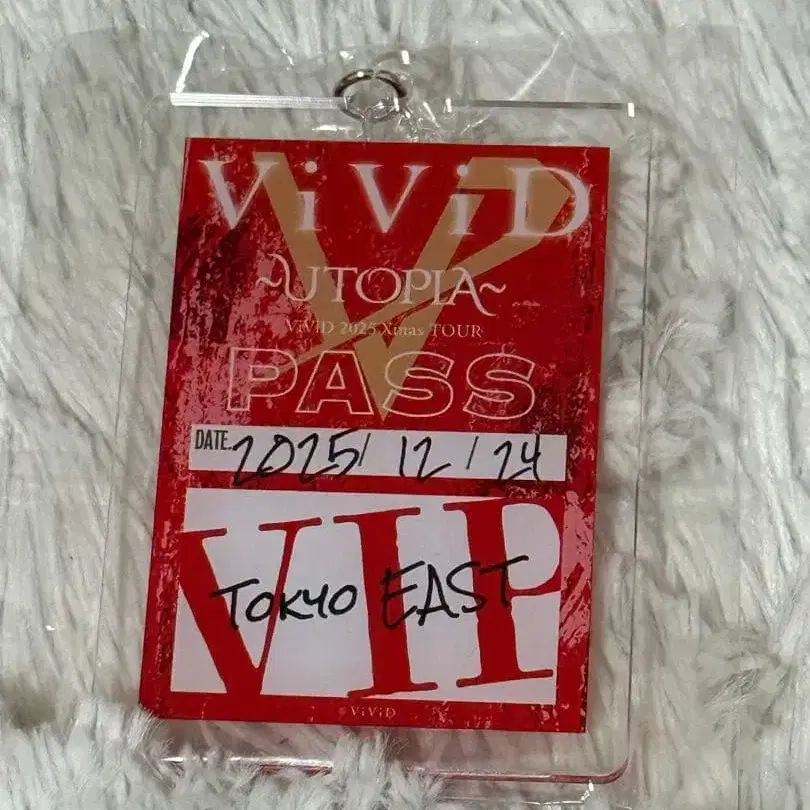 ViViD
~UTOPIA~
ViViD 2025 Xmas TOUR
PASS
DATE. 2025/12/24
VIP
TOKYO EAST
©ViViD